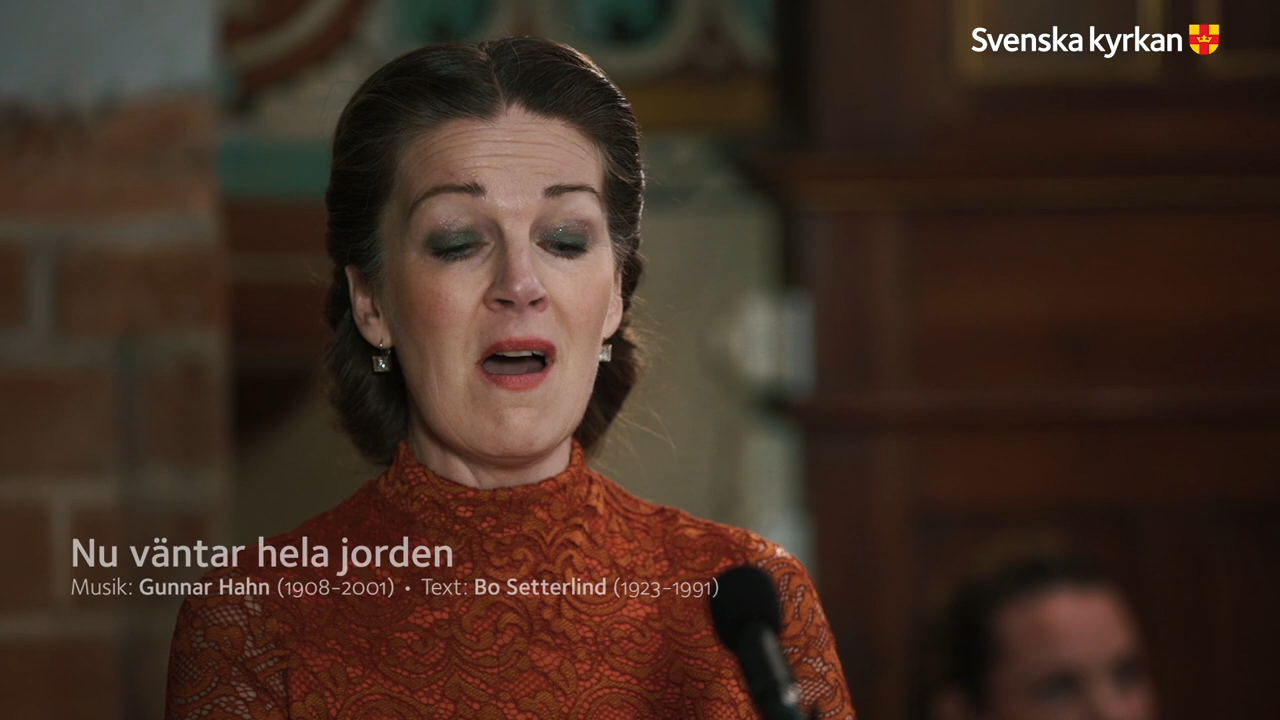 Svenska kyrkan
Nu väntar hela jorden
Musik: Gunnar Hahn (1908–2001) • Text: Bo Setterlind (1923–1991)